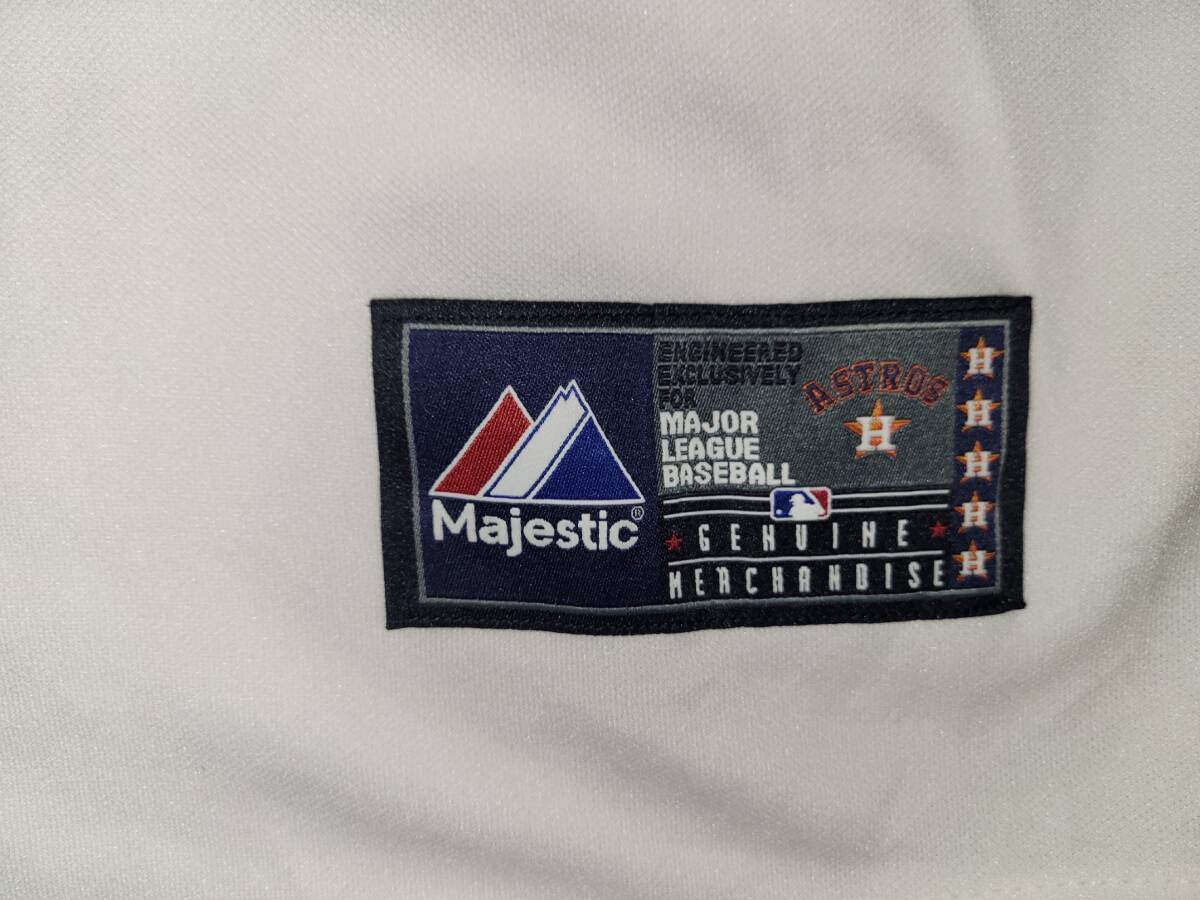 Majestic®
ENGINEERED
EXCLUSIVELY
FOR
MAJOR
LEAGUE
BASEBALL
ASTROS
H
GENUINE
MERCHANDISE
H
H
H
H
H